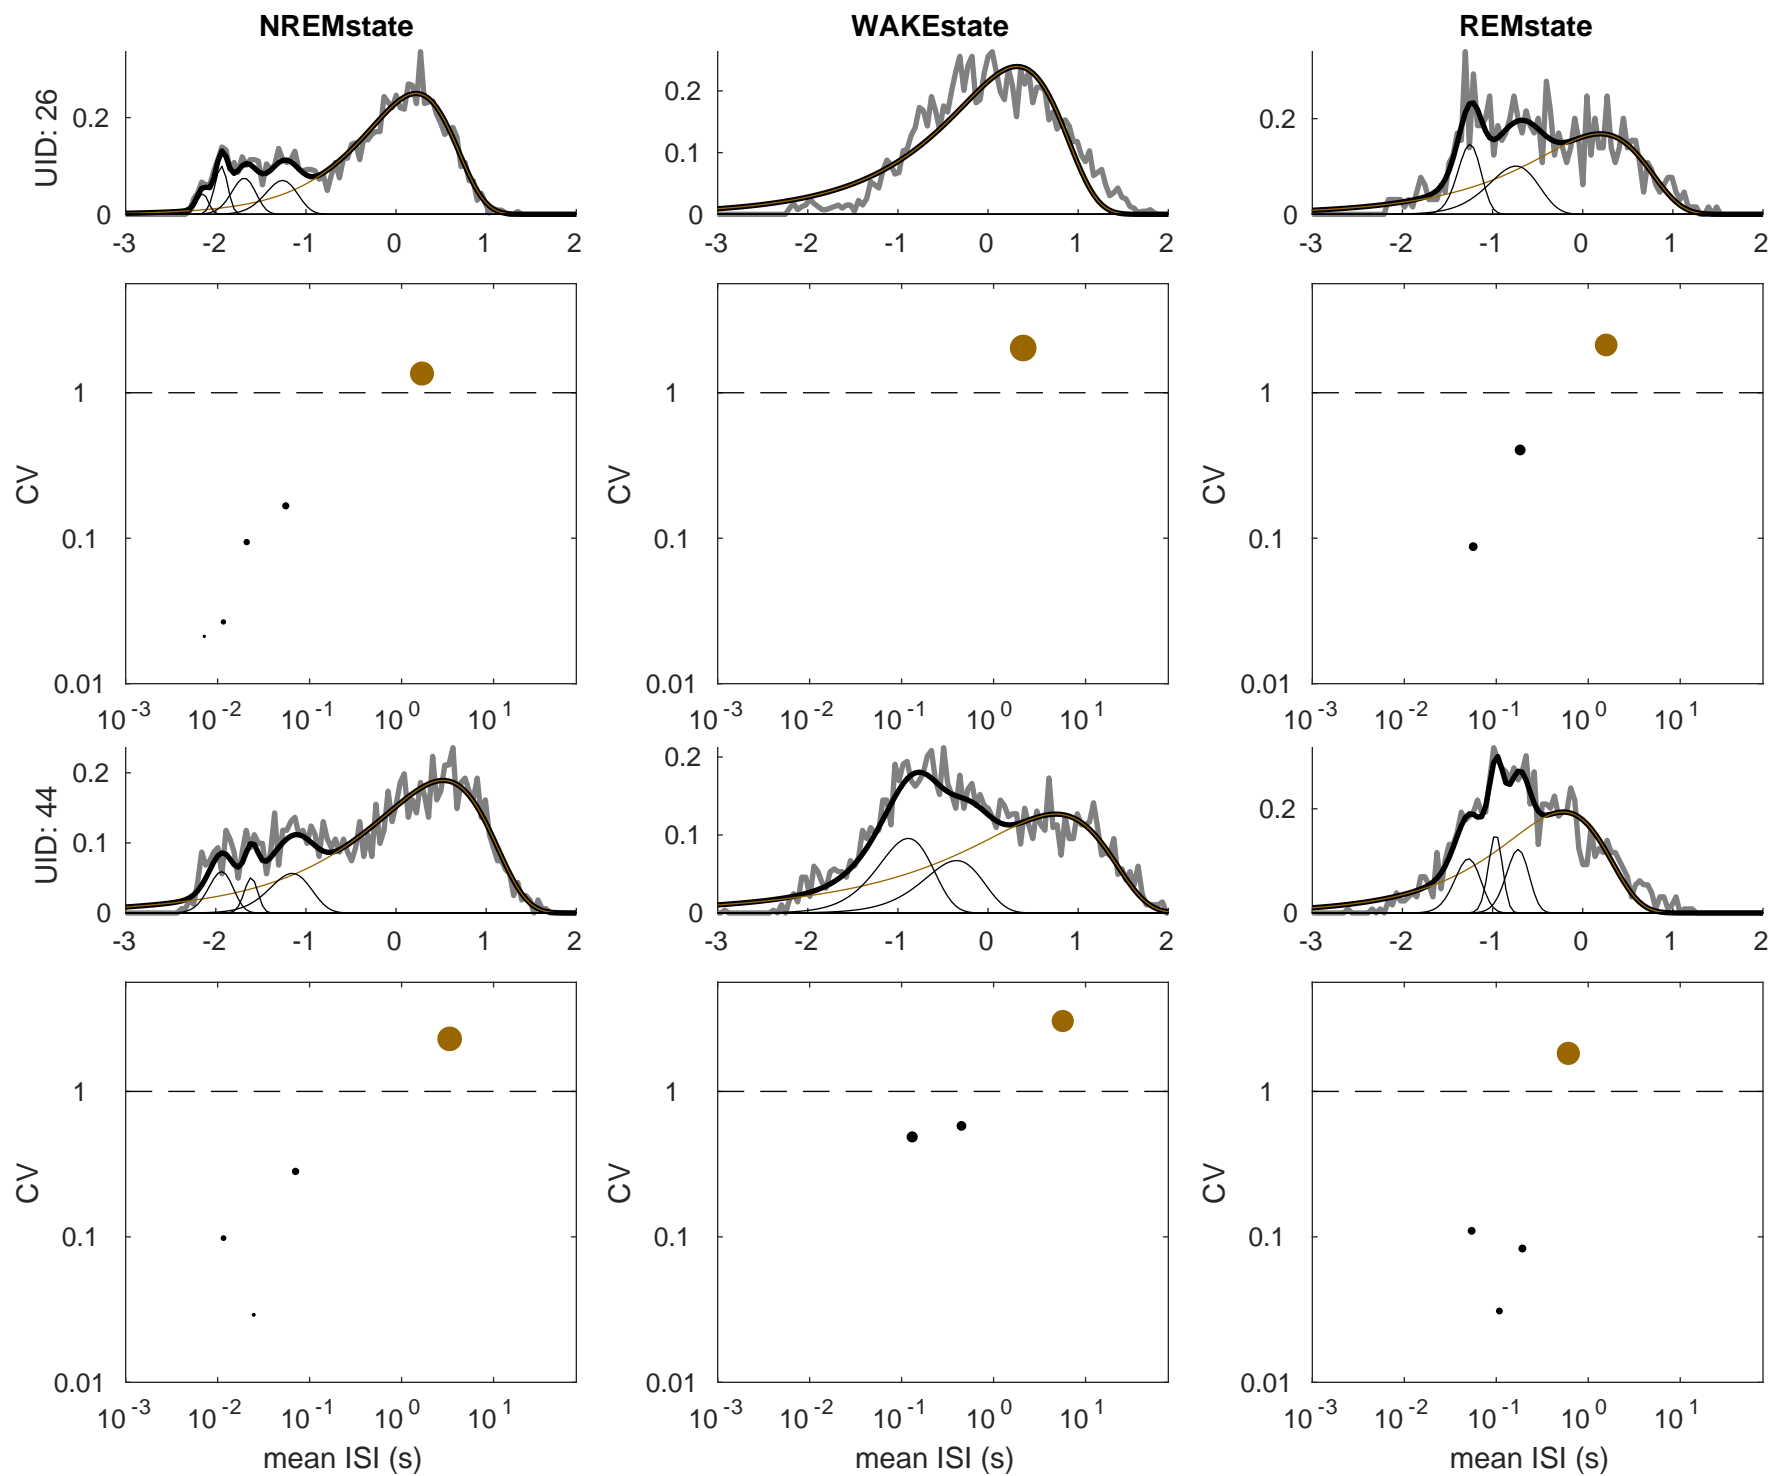 NREMstate WAKEstate REMstate
UID: 26
0.2 0.2 0.2
0.1
0 0 0
-3 -2 -1 0 1 2 -3 -2 -1 0 1 2 -3 -2 -1 0 1 2
CV CV CV
1 1 1
0.1 0.1 0.1
0.01 0.01 0.01
10^-3 10^-2 10^-1 10^0 10^1 10^-3 10^-2 10^-1 10^0 10^1 10^-3 10^-2 10^-1 10^0 10^1
UID: 44
0.2 0.2 0.2
0.1 0.1
0 0 0
-3 -2 -1 0 1 2 -3 -2 -1 0 1 2 -3 -2 -1 0 1 2
CV CV CV
1 1 1
0.1 0.1 0.1
0.01 0.01 0.01
10^-3 10^-2 10^-1 10^0 10^1 10^-3 10^-2 10^-1 10^0 10^1 10^-3 10^-2 10^-1 10^0 10^1
mean ISI (s) mean ISI (s) mean ISI (s)